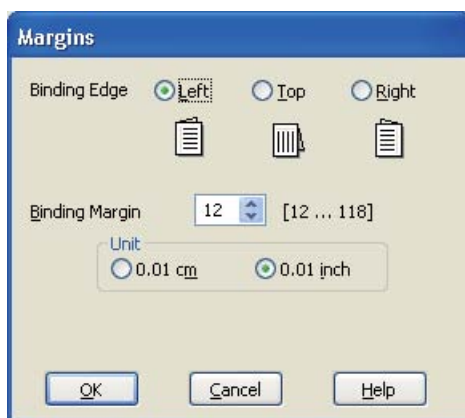 Margins
Binding Edge Left Top Right
Binding Margin 12 [12 ... 118]
Unit
0.01 cm 0.01 inch
OK Cancel Help